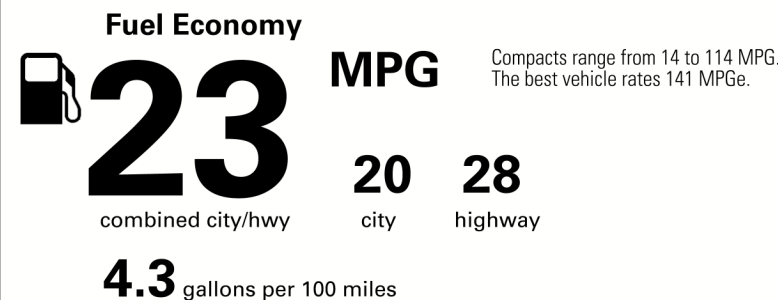 Fuel Economy
23 MPG
Compacts range from 14 to 114 MPG.
The best vehicle rates 141 MPGe.
combined city/hwy
20
city
28
highway
4.3 gallons per 100 miles